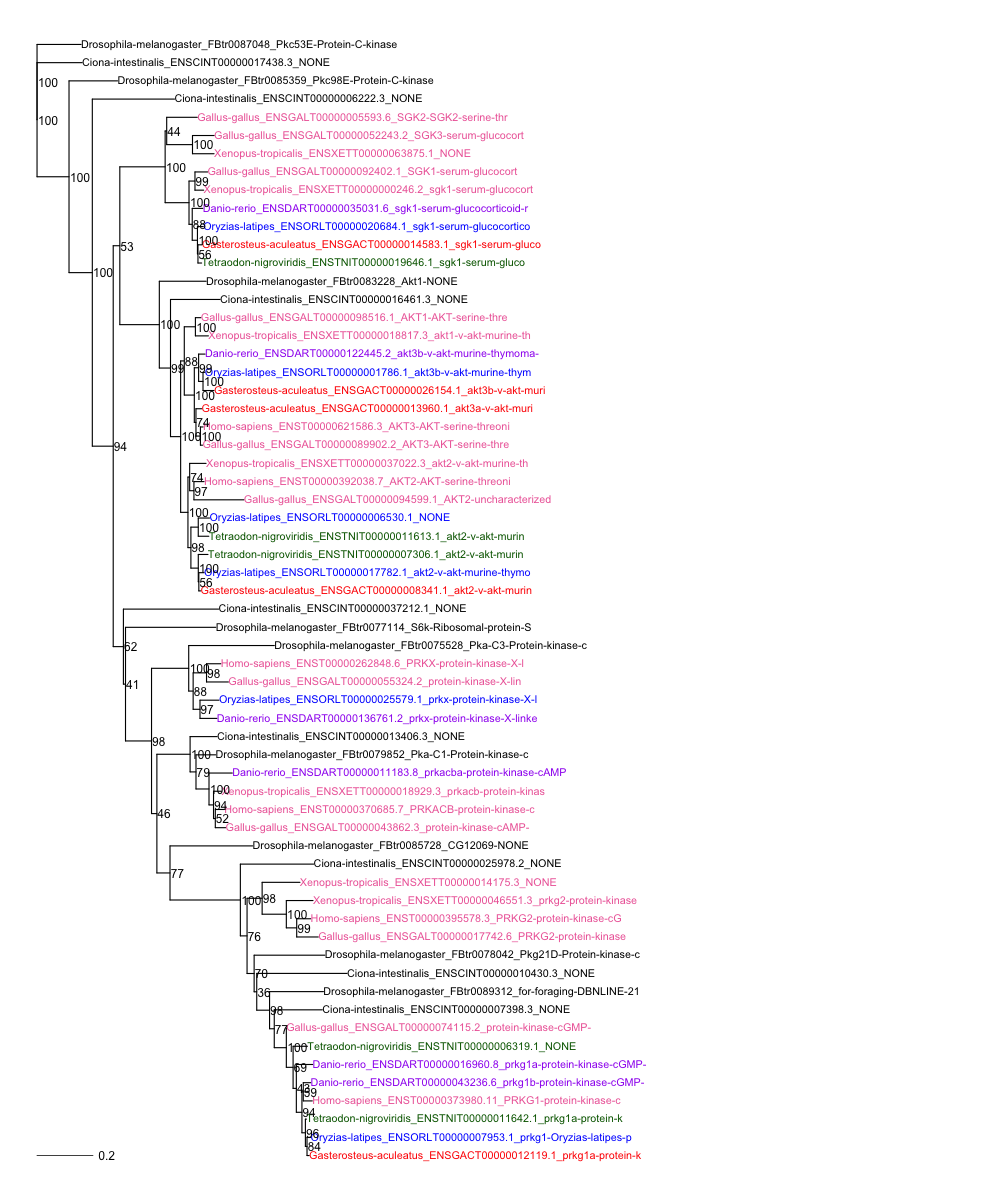 Drosophila-melanogaster_FBtr0087048_Pkc53E-Protein-C-kinase
Ciona-intestinalis_ENSCINT00000017438.3_NONE
100
Drosophila-melanogaster_FBtr0085359_Pkc98E-Protein-C-kinase
Ciona-intestinalis_ENSCINT00000006222.3_NONE
100
Gallus-gallus_ENSGALT00000005593.6_SGK2-SGK2-serine-thr
44
Gallus-gallus_ENSGALT00000052243.2_SGK3-serum-glucocort
100
Xenopus-tropicalis_ENSXETT00000063875.1_NONE
100
Gallus-gallus_ENSGALT00000092402.1_SGK1-serum-glucocort
100
99
Xenopus-tropicalis_ENSXETT00000000246.2_sgk1-serum-glucocort
100
Danio-rerio_ENSDART00000035031.6_sgk1-serum-glucocorticoid-r
88
Oryzias-latipes_ENSORLT00000020684.1_sgk1-serum-glucocortico
100
53
Gasterosteus-aculeatus_ENSGACT00000014583.1_sgk1-serum-gluco
56
Tetraodon-nigroviridis_ENSTNIT00000019646.1_sgk1-serum-gluco
100
Drosophila-melanogaster_FBtr0083228_Akt1-NONE
Ciona-intestinalis_ENSCINT00000016461.3_NONE
Gallus-gallus_ENSGALT00000098516.1_AKT1-AKT-serine-thre
100
100
Xenopus-tropicalis_ENSXETT00000018817.3_akt1-v-akt-murine-th
Danio-rerio_ENSDART00000122445.2_akt3b-v-akt-murine-thymoma-
88
99
99
Oryzias-latipes_ENSORLT00000001786.1_akt3b-v-akt-murine-thym
100
Gasterosteus-aculeatus_ENSGACT00000026154.1_akt3b-v-akt-muri
100
Gasterosteus-aculeatus_ENSGACT00000013960.1_akt3a-v-akt-muri
74
Homo-sapiens_ENST00000621586.3_AKT3-AKT-serine-threoni
100
100
Gallus-gallus_ENSGALT00000089902.2_AKT3-AKT-serine-thre
94
Xenopus-tropicalis_ENSXETT00000037022.3_akt2-v-akt-murine-th
74
Homo-sapiens_ENST00000392038.7_AKT2-AKT-serine-threoni
97
Gallus-gallus_ENSGALT00000094599.1_AKT2-uncharacterized
100
Oryzias-latipes_ENSORLT00000006530.1_NONE
100
Tetraodon-nigroviridis_ENSTNIT00000011613.1_akt2-v-akt-murin
98
Tetraodon-nigroviridis_ENSTNIT00000007306.1_akt2-v-akt-murin
100
Oryzias-latipes_ENSORLT00000017782.1_akt2-v-akt-murine-thymo
56
Gasterosteus-aculeatus_ENSGACT00000008341.1_akt2-v-akt-murin
Ciona-intestinalis_ENSCINT00000037212.1_NONE
Drosophila-melanogaster_FBtr0077114_S6k-Ribosomal-protein-S
62
Drosophila-melanogaster_FBtr0075528_Pka-C3-Protein-kinase-c
Homo-sapiens_ENST00000262848.6_PRKX-protein-kinase-X-l
100
98
Gallus-gallus_ENSGALT00000055324.2_protein-kinase-X-lin
41
88
Oryzias-latipes_ENSORLT00000025579.1_prkx-protein-kinase-X-l
97
Danio-rerio_ENSDART00000136761.2_prkx-protein-kinase-X-linke
Ciona-intestinalis_ENSCINT00000013406.3_NONE
98
100
Drosophila-melanogaster_FBtr0079852_Pka-C1-Protein-kinase-c
79
Danio-rerio_ENSDART00000011183.8_prkacba-protein-kinase-cAMP
100
Xenopus-tropicalis_ENSXETT00000018929.3_prkacb-protein-kinas
94
Homo-sapiens_ENST00000370685.7_PRKACB-protein-kinase-c
46
52
Gallus-gallus_ENSGALT00000043862.3_protein-kinase-cAMP-
Drosophila-melanogaster_FBtr0085728_CG12069-NONE
Ciona-intestinalis_ENSCINT00000025978.2_NONE
77
Xenopus-tropicalis_ENSXETT00000014175.3_NONE
100
98
Xenopus-tropicalis_ENSXETT00000046551.3_prkg2-protein-kinase
100
Homo-sapiens_ENST00000395578.3_PRKG2-protein-kinase-cG
99
Gallus-gallus_ENSGALT00000017742.6_PRKG2-protein-kinase
76
Drosophila-melanogaster_FBtr0078042_Pkg21D-Protein-kinase-c
70
Ciona-intestinalis_ENSCINT00000010430.3_NONE
36
Drosophila-melanogaster_FBtr0089312_for-foraging-DBNLINE-21
98
Ciona-intestinalis_ENSCINT00000007398.3_NONE
77
Gallus-gallus_ENSGALT00000074115.2_protein-kinase-cGMP-
100
Tetraodon-nigroviridis_ENSTNIT00000006319.1_NONE
69
Danio-rerio_ENSDART00000016960.8_prkg1a-protein-kinase-cGMP-
Danio-rerio_ENSDART00000043236.6_prkg1b-protein-kinase-cGMP-
Homo-sapiens_ENST00000373980.11_PRKG1-protein-kinase-c
94
Tetraodon-nigroviridis_ENSTNIT00000011642.1_prkg1a-protein-k
96
Oryzias-latipes_ENSORLT00000007953.1_prkg1-Oryzias-latipes-p
84
Gasterosteus-aculeatus_ENSGACT00000012119.1_prkg1a-protein-k
0.2